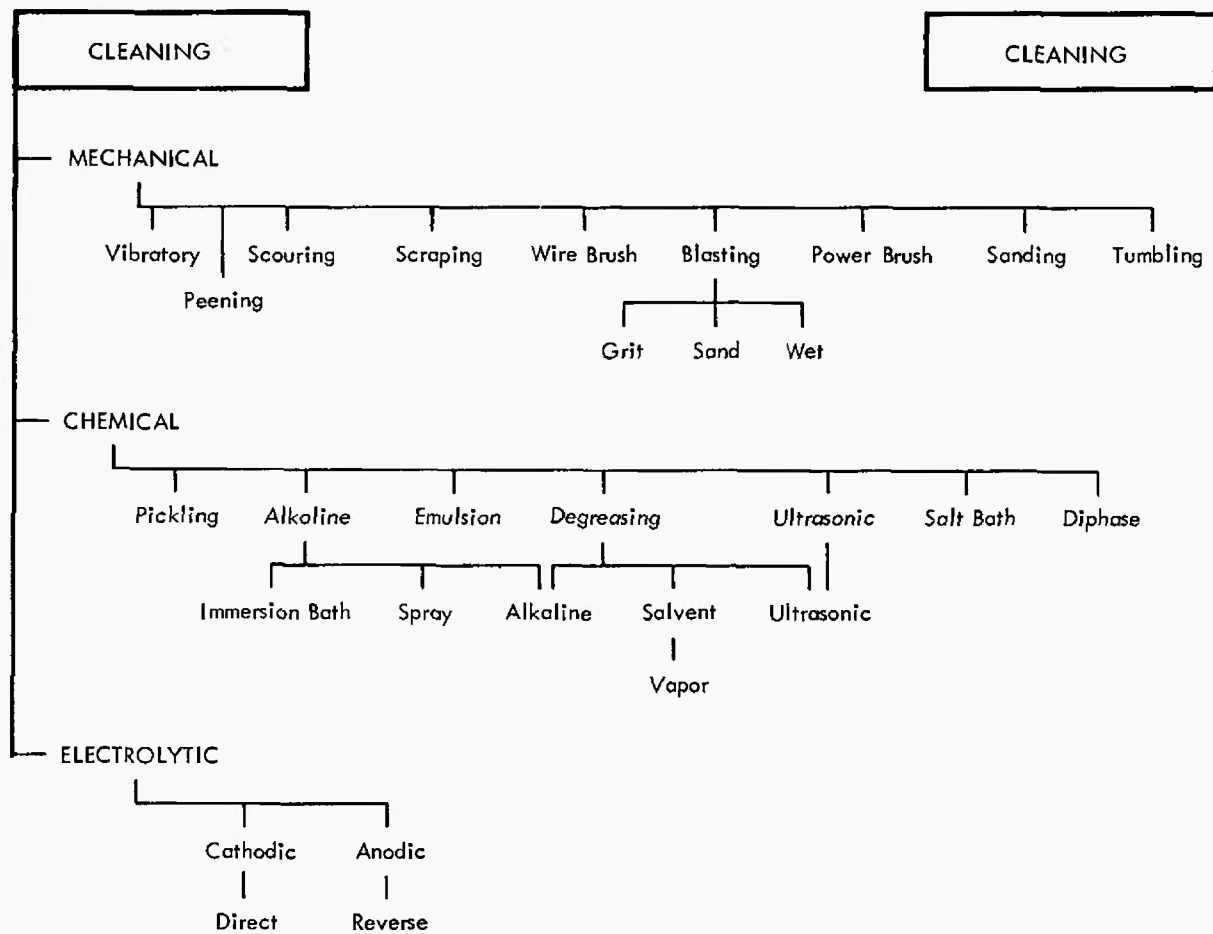 CLEANING CLEANING
MECHANICAL
Vibratory Scouring Scraping Wire Brush Blasting Power Brush Sanding Tumbling
Peening
Grit Sand Wet
CHEMICAL
Pickling Alkaline Emulsion Degreasing Ultrasonic Salt Bath Diphase
Immersion Bath Spray Alkaline Solvent Ultrasonic
Vapor
ELECTROLYTIC
Cathodic Anodic
Direct Reverse